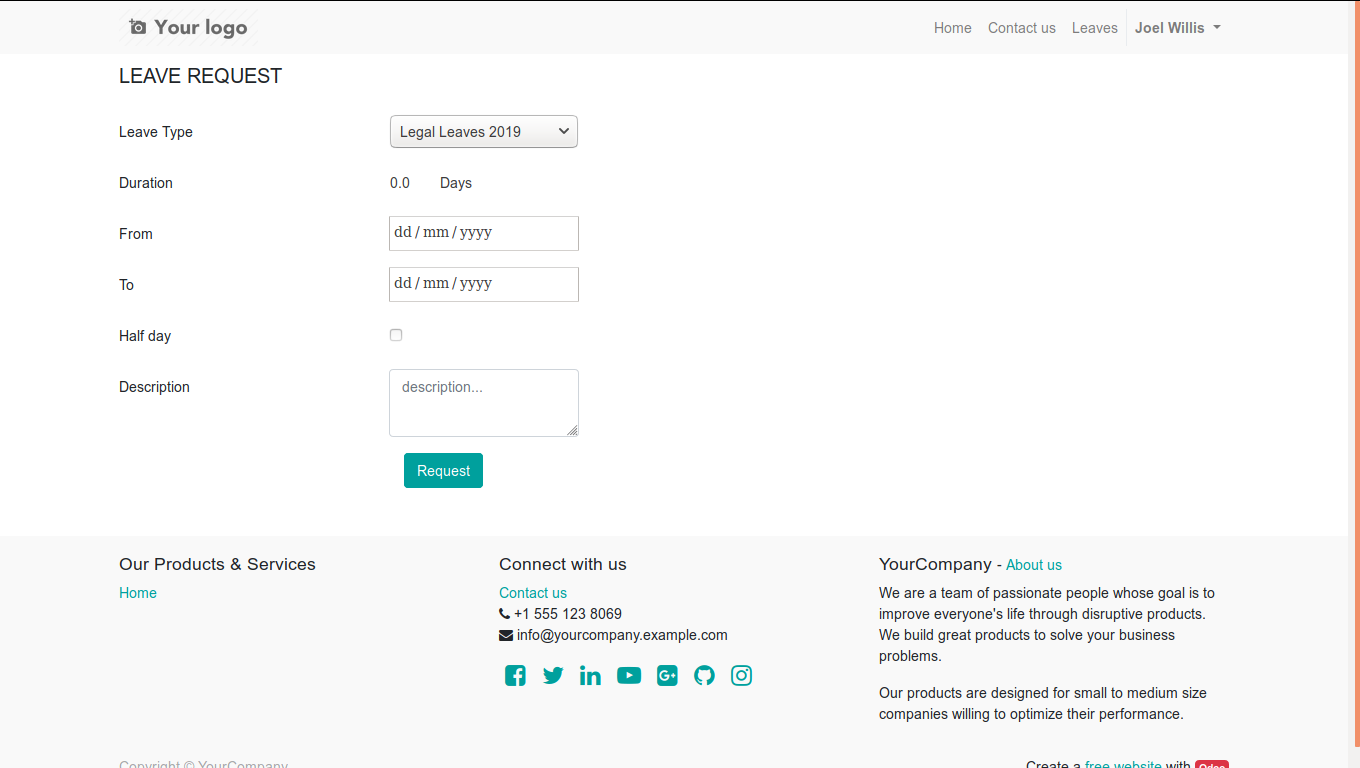 Your logo
Home Contact us Leaves Joel Willis
LEAVE REQUEST
Leave Type Legal Leaves 2019
Duration 0.0 Days
From dd / mm / yyyy
To dd / mm / yyyy
Half day
Description description...
Request
Our Products & Services
Home
Connect with us
Contact us
+1 555 123 8069
info@yourcompany.example.com
YourCompany - About us
We are a team of passionate people whose goal is to
improve everyone's life through disruptive products.
We build great products to solve your business
problems.
Our products are designed for small to medium size
companies willing to optimize their performance.
Copyright © YourCompany
Create a free website with Odoo